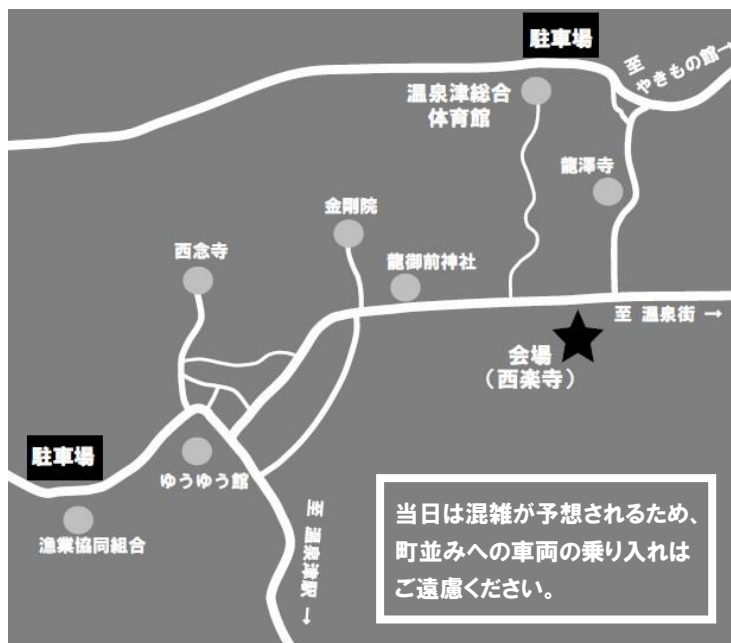 駐車場
至
やきもの館→
温泉津総合
体育館
龍澤寺
金剛院
西念寺
龍御前神社
至 温泉街 →
会場
（西楽寺）
駐車場
ゆうゆう館
漁業協同組合
至 温泉津駅 →
当日は混雑が予想されるため、
町並みへの車両の乗り入れは
ご遠慮ください。